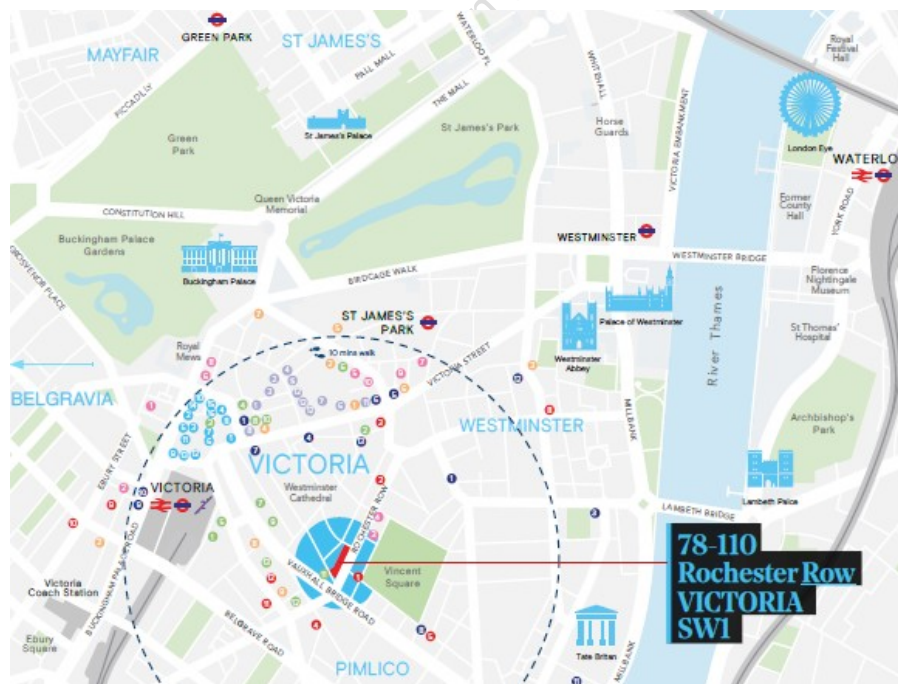 GREEN PARK
MAYFAIR
ST JAMES'S
WATERLOO PL
PALL MALL
PICCADILLY
THE MALL
WHITEHALL
Royal
Festival
Hall
St James's Palace
St James's Park
Green
Park
Horse
Guards
VICTORIA EMBANKMENT
London Eye
WATERLO
Queen Victoria
Memorial
CONSTITUTION HILL
Former
County
Hall
YORK ROAD
Buckingham Palace
Gardens
GROSVENOR PLACE
Buckingham Palace
BIRDCAGE WALK
WESTMINSTER
WESTMINSTER BRIDGE
Florence
Nightingale
Museum
Palace of Westminster
River Thames
ST JAMES'S
PARK
St Thomas'
Hospital
Royal
Mews
10 mins walk
VICTORIA STREET
Westminster
Abbey
BELGRAVIA
MILLBANK
WESTMINSTER
Archbishop's
Park
EBURY STREET
VICTORIA
Westminster
Cathedral
VICTORIA
ROCHESTER ROW
Lambeth Palce
LAMBETH BRIDGE
BUCKINGHAM PALACE ROAD
VAUXHALL BRIDGE ROAD
Vincent
Square
78-110
Rochester Row
VICTORIA
SW1
Victoria
Coach Station
BELGRAVE ROAD
Ebury
Square
Tate Britan
MILLBANK
PIMLICO